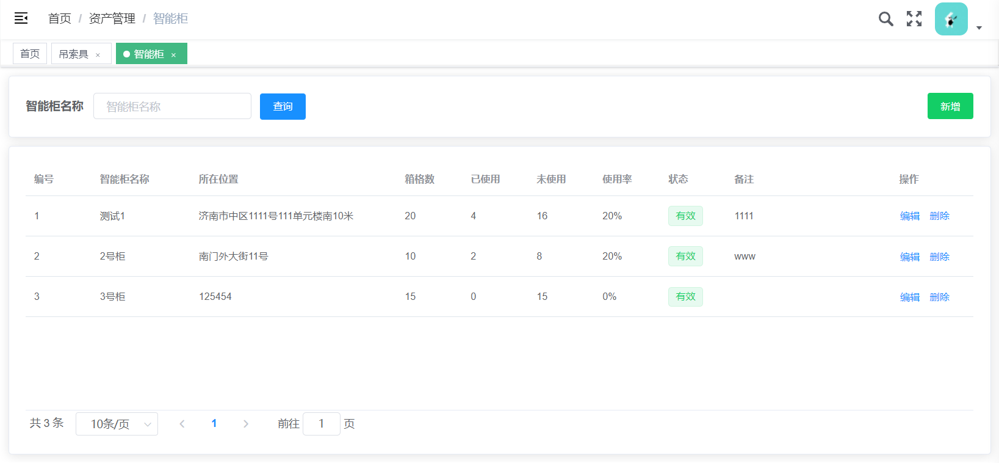 首页 / 资产管理 / 智能柜
首页 吊索具 × 智能柜 ×
智能柜名称 智能柜名称 查询 新增
编号 智能柜名称 所在位置 箱格数 已使用 未使用 使用率 状态 备注 操作
1 测试1 济南市中区1111号111单元楼南10米 20 4 16 20% 有效 1111 编辑 删除
2 2号柜 南门外大街11号 10 2 8 20% 有效 www 编辑 删除
3 3号柜 125454 15 0 15 0% 有效 编辑 删除
共 3 条 10条/页 1 前往 1 页